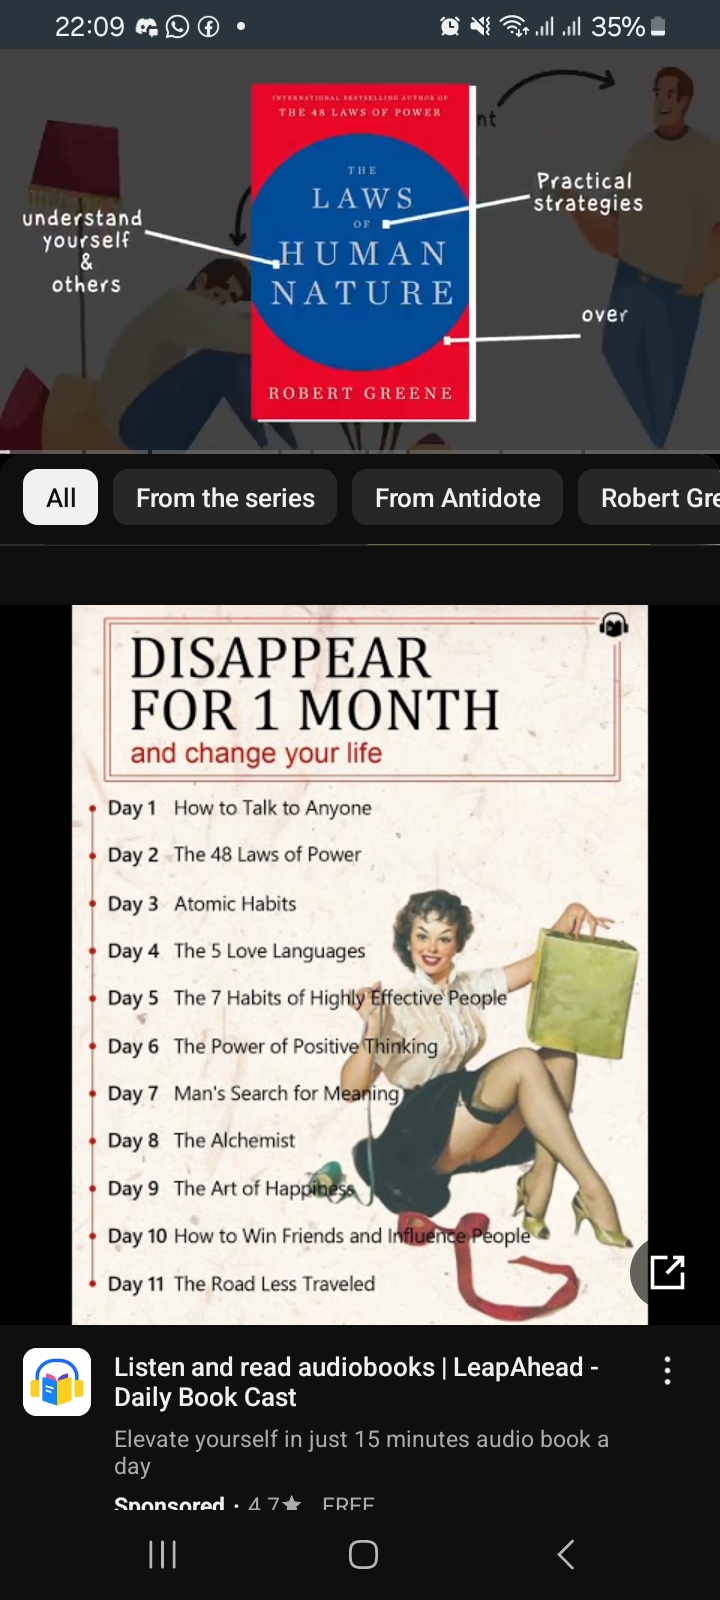 22:09
35%
INTERNATIONAL BESTSELLING AUTHOR OF
THE 48 LAWS OF POWER
nt
THE
LAWS
OF
HUMAN
NATURE
ROBERT GREENE
understand
yourself
&
others
Practical
strategies
over
All
From the series
From Antidote
Robert Gre
DISAPPEAR
FOR 1 MONTH
and change your life
Day 1 How to Talk to Anyone
Day 2 The 48 Laws of Power
Day 3 Atomic Habits
Day 4 The 5 Love Languages
Day 5 The 7 Habits of Highly Effective People
Day 6 The Power of Positive Thinking
Day 7 Man's Search for Meaning
Day 8 The Alchemist
Day 9 The Art of Happiness
Day 10 How to Win Friends and Influence People
Day 11 The Road Less Traveled
Listen and read audiobooks | LeapAhead -
Daily Book Cast
Elevate yourself in just 15 minutes audio book a
day
Sponsored · 4.7★ FREE